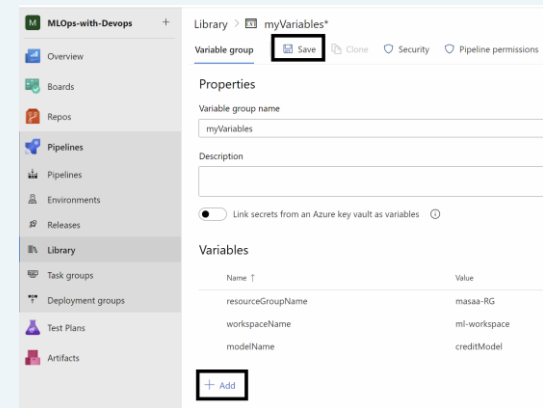 M MLOps-with-Devops +
Overview
Boards
Repos
Pipelines
Pipelines
Environments
Releases
Library
Task groups
Deployment groups
Test Plans
Artifacts
Library > myVariables*
Variable group Save Clone Security Pipeline permissions
Properties
Variable group name
myVariables
Description
Link secrets from an Azure key vault as variables
Variables
Name ↑ Value
resourceGroupName masaa-RG
workspaceName ml-workspace
modelName creditModel
+ Add